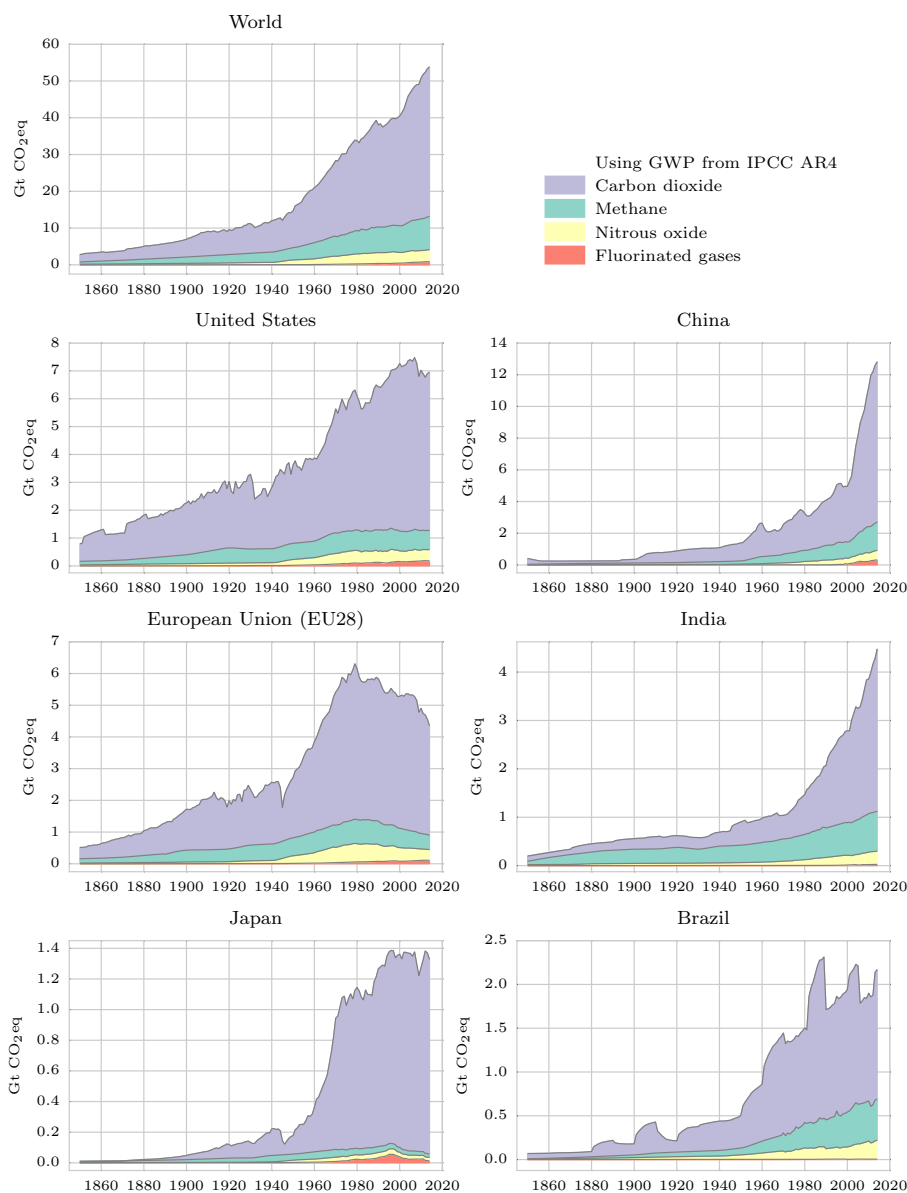 World
60
50
40
30
20
10
0
Gt CO2eq
1860 1880 1900 1920 1940 1960 1980 2000 2020
Using GWP from IPCC AR4
Carbon dioxide
Methane
Nitrous oxide
Fluorinated gases
United States
8
7
6
5
4
3
2
1
0
Gt CO2eq
1860 1880 1900 1920 1940 1960 1980 2000 2020
China
14
12
10
8
6
4
2
0
Gt CO2eq
1860 1880 1900 1920 1940 1960 1980 2000 2020
European Union (EU28)
7
6
5
4
3
2
1
0
Gt CO2eq
1860 1880 1900 1920 1940 1960 1980 2000 2020
India
4
3
2
1
0
Gt CO2eq
1860 1880 1900 1920 1940 1960 1980 2000 2020
Japan
1.4
1.2
1.0
0.8
0.6
0.4
0.2
0.0
Gt CO2eq
1860 1880 1900 1920 1940 1960 1980 2000 2020
Brazil
2.5
2.0
1.5
1.0
0.5
0.0
Gt CO2eq
1860 1880 1900 1920 1940 1960 1980 2000 2020